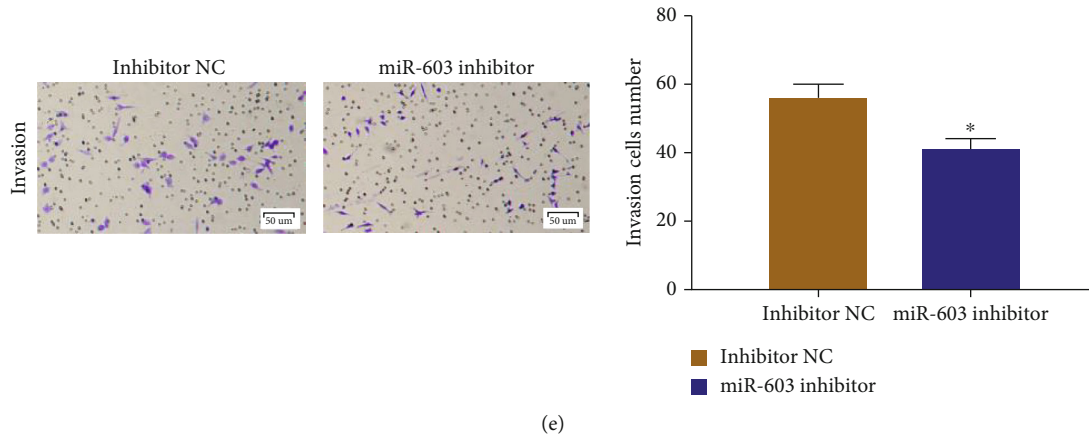 Inhibitor NC
miR-603 inhibitor
Invasion
50 um
50 um
Invasion cells number
80
60
40
20
0
*
Inhibitor NC
miR-603 inhibitor
Inhibitor NC
miR-603 inhibitor
(e)